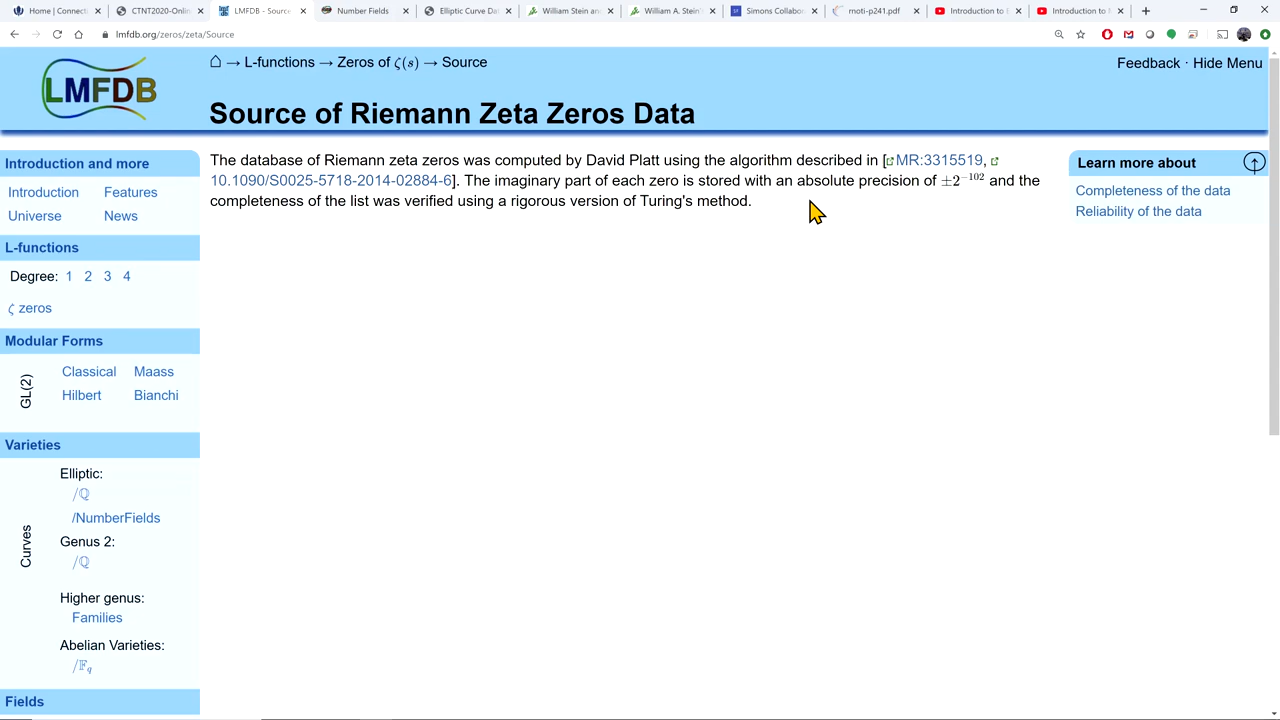 Home | Connecti
CTNT2020-Onlin
LMFDB - Source
Number Fields
Elliptic Curve Dat
William Stein and
William A. Stein's
Simons Collabor
moti-p241.pdf
Introduction to
Introduction to
lmfdb.org/zeros/zeta/Source
LMFDB
→ L-functions → Zeros of ζ(s) → Source
Feedback · Hide Menu
Source of Riemann Zeta Zeros Data
Introduction and more
Introduction Features
Universe News
L-functions
Degree: 1 2 3 4
ζ zeros
Modular Forms
GL(2)
Classical Maass
Hilbert Bianchi
Varieties
Curves
Elliptic:
/ℚ
/NumberFields
Genus 2:
/ℚ
Higher genus:
Families
Abelian Varieties:
/𝔽q
Fields
The database of Riemann zeta zeros was computed by David Platt using the algorithm described in [MR:3315519,
10.1090/S0025-5718-2014-02884-6]. The imaginary part of each zero is stored with an absolute precision of ±2⁻¹⁰² and the
completeness of the list was verified using a rigorous version of Turing's method.
Learn more about
Completeness of the data
Reliability of the data